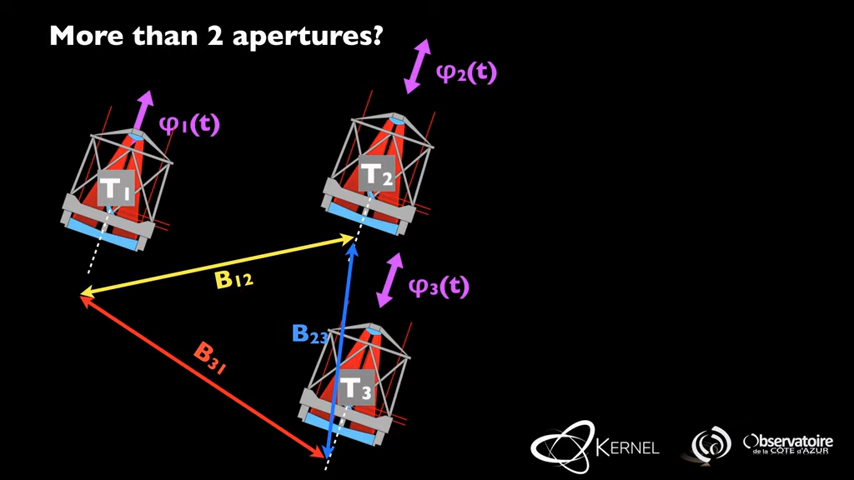 More than 2 apertures?
φ2(t)
φ1(t)
T2
T1
B12
φ3(t)
B23
B31
T3
KERNEL
Observatoire
de la CÔTE d'AZUR